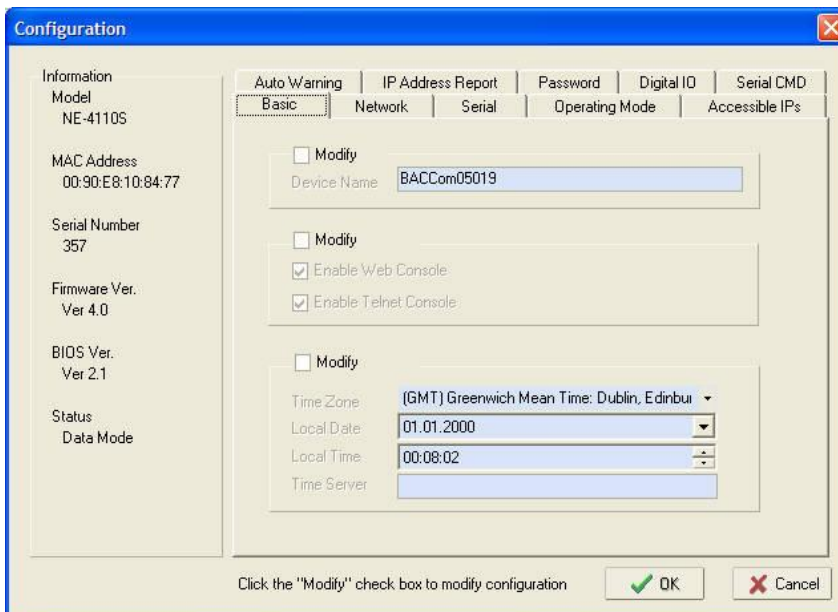 Configuration
Information
Model
NE-4110S
MAC Address
00:90:E8:10:84:77
Serial Number
357
Firmware Ver.
Ver 4.0
BIOS Ver.
Ver 2.1
Status
Data Mode
Auto Warning IP Address Report Password Digital IO Serial CMD
Basic Network Serial Operating Mode Accessible IPs
Modify
Device Name BACCom05019
Modify
Enable Web Console
Enable Telnet Console
Modify
Time Zone (GMT) Greenwich Mean Time: Dublin, Edinbur
Local Date 01.01.2000
Local Time 00:08:02
Time Server
Click the "Modify" check box to modify configuration
OK
Cancel